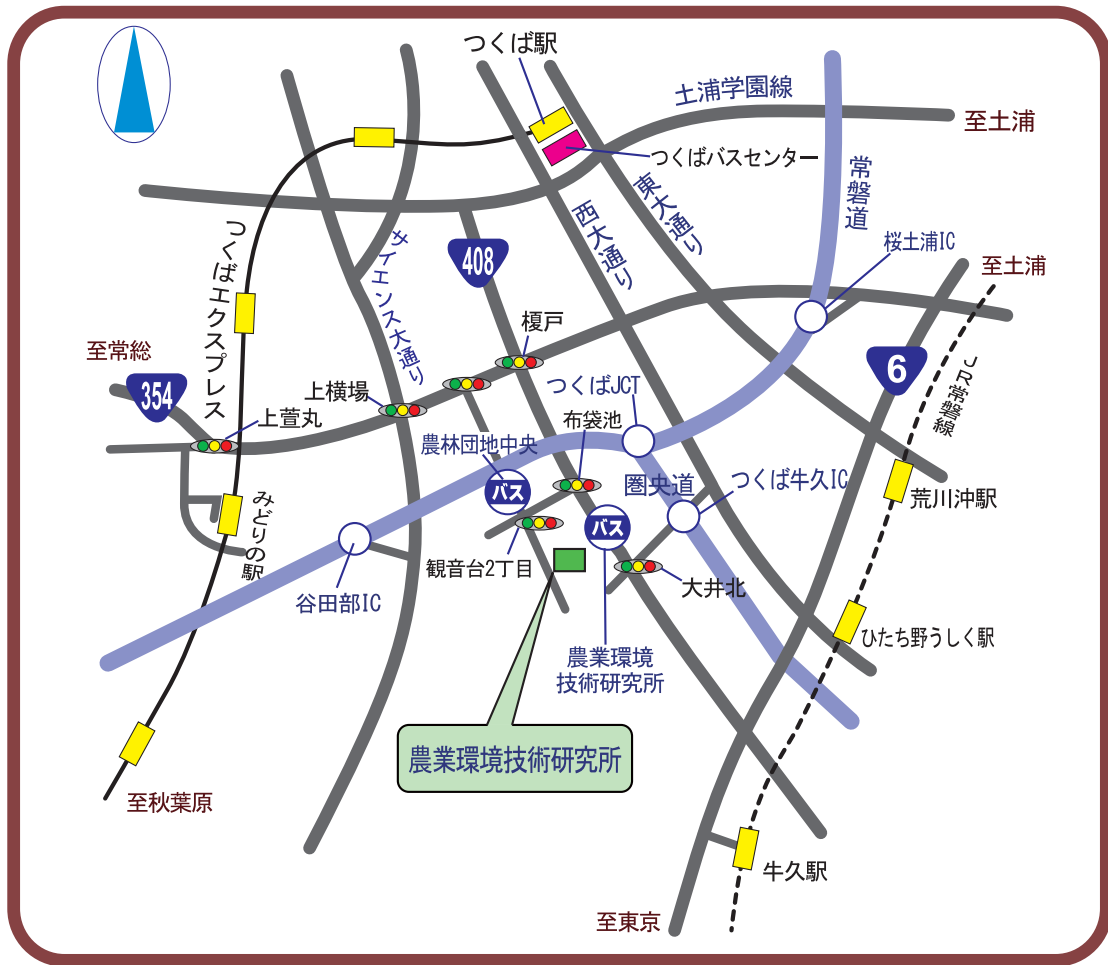 つくば駅
土浦学園線
至土浦
つくばバスセンター
常磐道
東大通り
西大通り
桜土浦IC
つくばエクスプレス
サイエンス大通り
408
至土浦
榎戸
至常総
354
上横場
上萱丸
つくばJCT
6
JR常磐線
布袋池
農林団地中央
バス
圏央道
つくば牛久IC
荒川沖駅
みどりの駅
バス
観音台2丁目
大井北
谷田部IC
ひたち野うしく駅
農業環境
技術研究所
農業環境技術研究所
至秋葉原
牛久駅
至東京